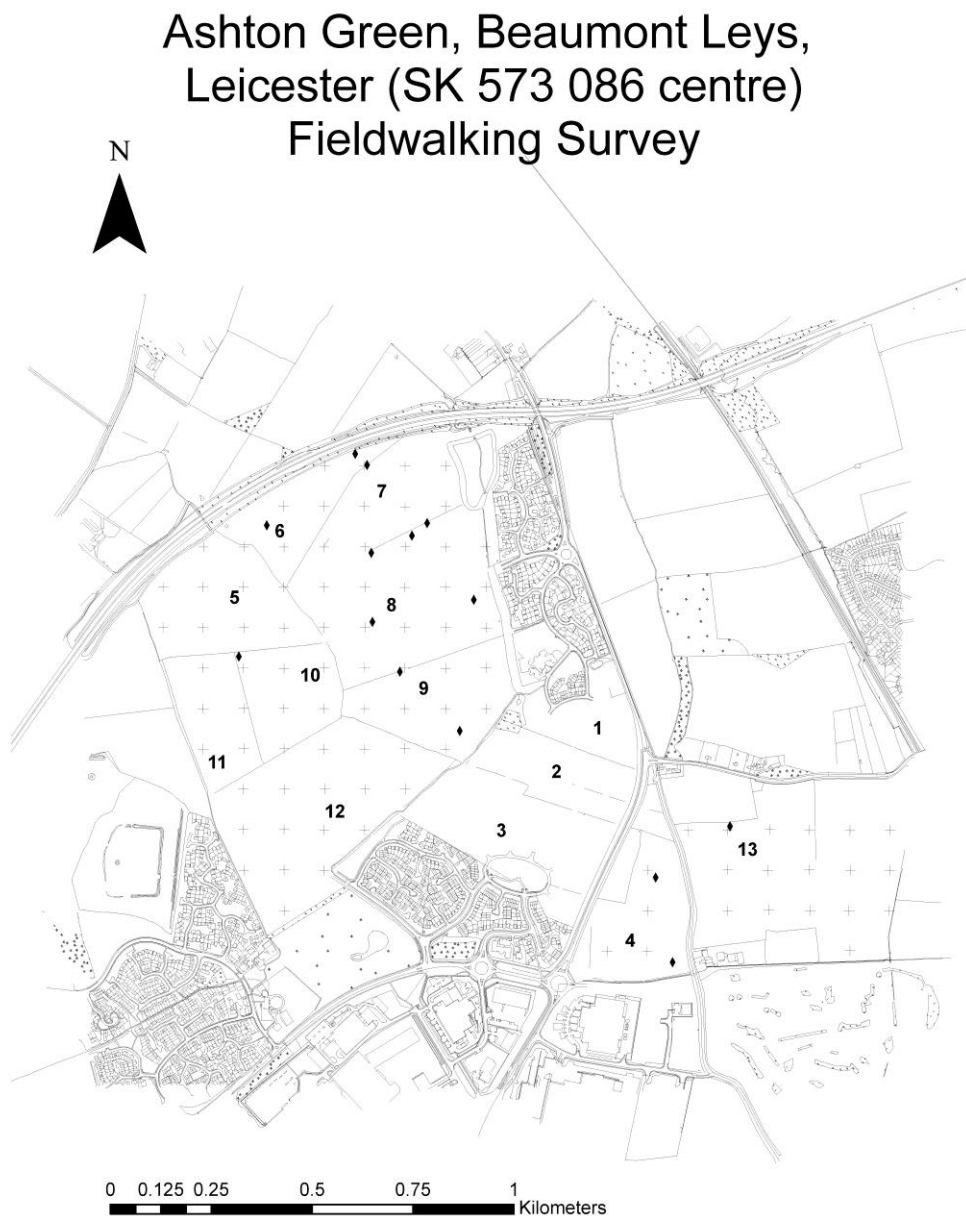 Ashton Green, Beaumont Leys,
Leicester (SK 573 086 centre)
Fieldwalking Survey
N
7
6
5
8
10
9
1
11
2
12
3
13
4
0 0.125 0.25 0.5 0.75 1
Kilometers